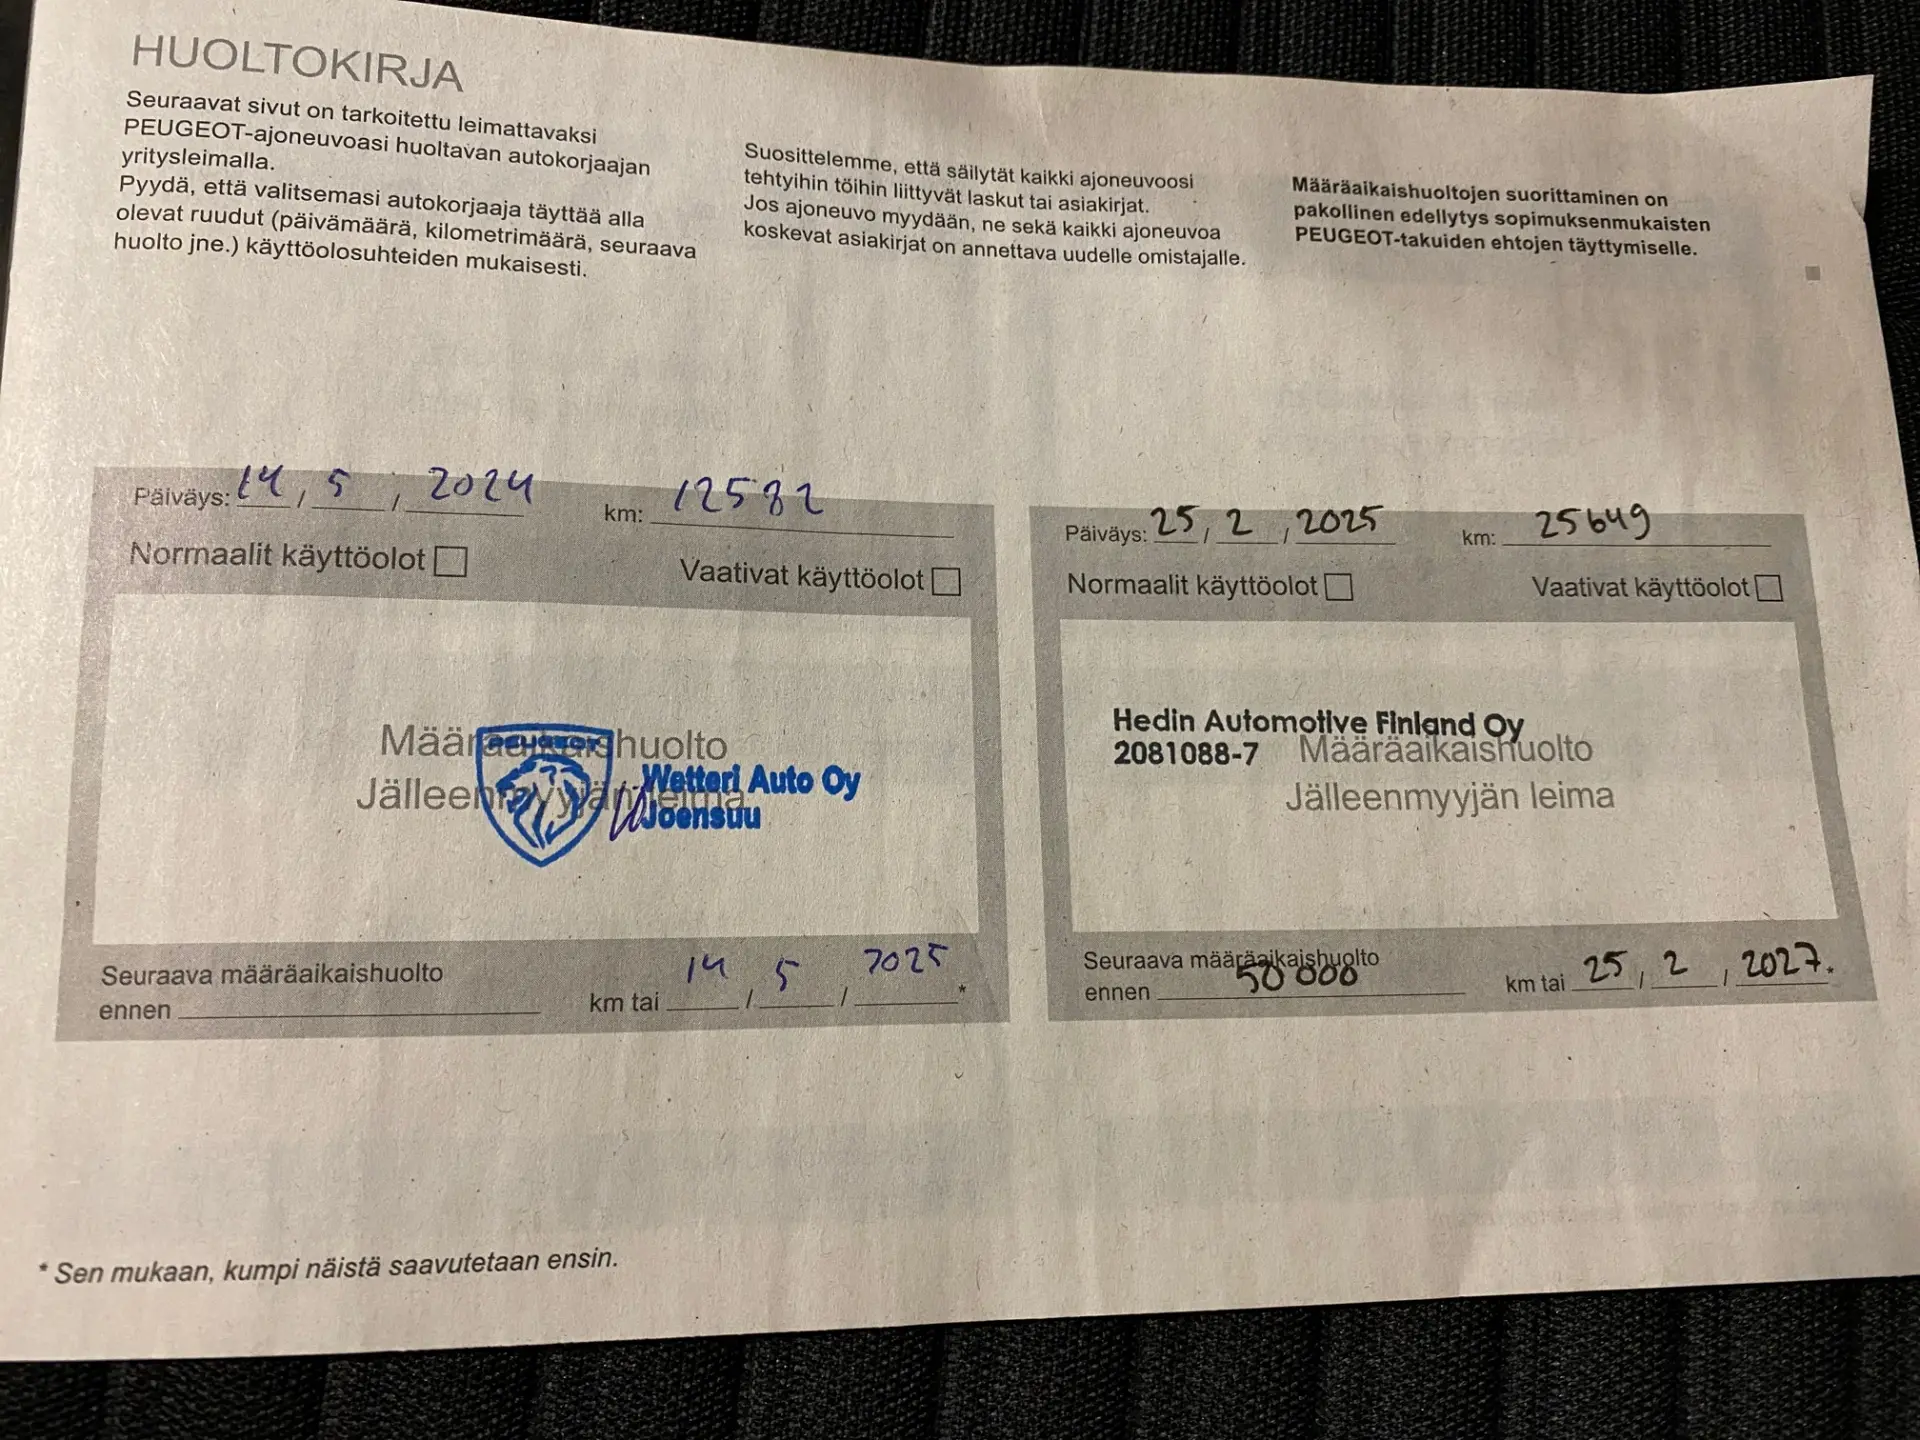 HUOLTOKIRJA
Seuraavat sivut on tarkoitettu leimattavaksi
PEUGEOT-ajoneuvoasi huoltavan autokorjaajan
yritysleimalla.
Pyydä, että valitsemasi autokorjaaja täyttää alla
olevat ruudut (päivämäärä, kilometrimäärä, seuraava
huolto jne.) käyttöolosuhteiden mukaisesti.
Suosittelemme, että säilytät kaikki ajoneuvoosi
tehtyihin töihin liittyvät laskut tai asiakirjat.
Jos ajoneuvo myydään, ne sekä kaikki ajoneuvoa
koskevat asiakirjat on annettava uudelle omistajalle.
Määräaikaishuoltojen suorittaminen on
pakollinen edellytys sopimuksenmukaisten
PEUGEOT-takuiden ehtojen täyttymiselle.
Päiväys: 14 / 5 / 2024 km: 12582
Normaalit käyttöolot Vaativat käyttöolot
Määräaikaishuolto
Jälleenmyyjän leima
PEUGEOT
Wetteri Auto Oy
Joensuu
Seuraava määräaikaishuolto
ennen km tai 14 / 5 / 2025 *
Päiväys: 25 / 2 / 2025 km: 25649
Normaalit käyttöolot Vaativat käyttöolot
Hedin Automotive Finland Oy
2081088-7 Määräaikaishuolto
Jälleenmyyjän leima
Seuraava määräaikaishuolto
ennen 50 000 km tai 25 / 2 / 2027 *
* Sen mukaan, kumpi näistä saavutetaan ensin.